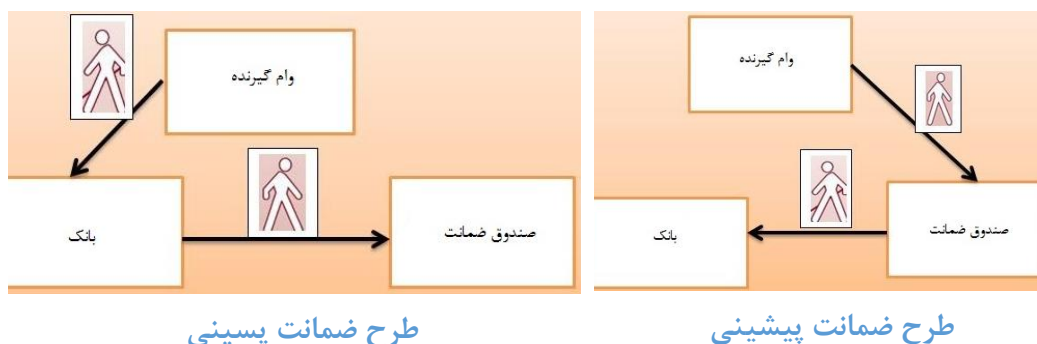 وام گیرنده
بانک
صندوق ضمانت
طرح ضمانت پیشینی
وام گیرنده
بانک
صندوق ضمانت
طرح ضمانت پسینی